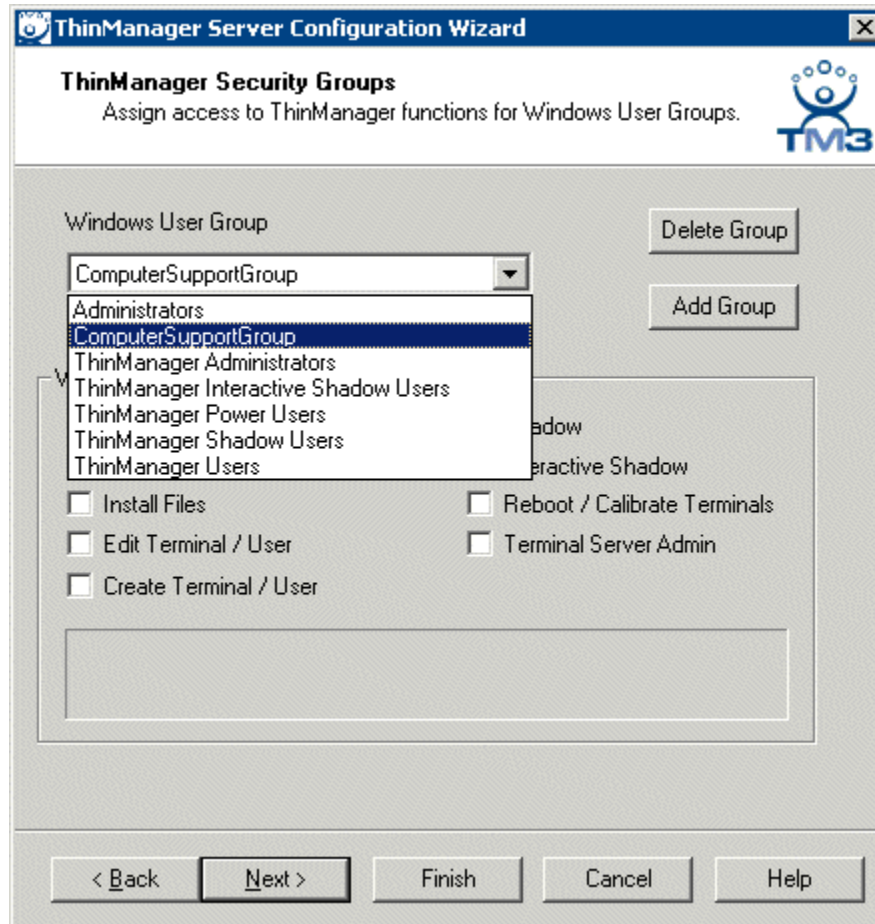 ThinManager Server Configuration Wizard
ThinManager Security Groups
Assign access to ThinManager functions for Windows User Groups.
TM3
Windows User Group
Delete Group
ComputerSupportGroup
Add Group
Administrators
ComputerSupportGroup
ThinManager Administrators
ThinManager Interactive Shadow Users
ThinManager Power Users
ThinManager Shadow Users
ThinManager Users
Install Files
Reboot / Calibrate Terminals
Edit Terminal / User
Terminal Server Admin
Create Terminal / User
< Back
Next >
Finish
Cancel
Help